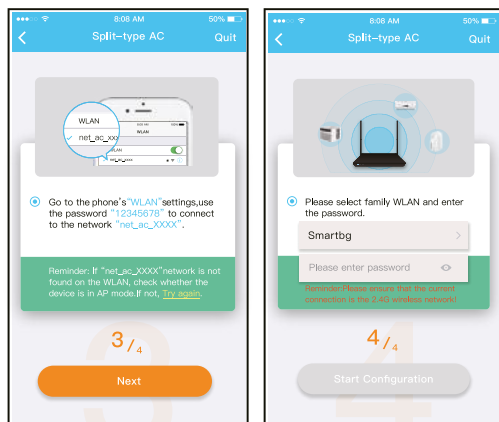 8:08 AM
50%
Split-type AC
Quit
WLAN
net_ac_xxx
WLAN
WLAN
net_ac_xxx
Go to the phone's"WLAN"settings,use
the password "12345678" to connect
to the network "net_ac_XXXX".
Reminder: If "net_ac_XXXX"network is not
found on the WLAN, check whether the
device is in AP mode.If not, Try again.
3/4
Next
8:08 AM
50%
Split-type AC
Quit
Please select family WLAN and enter
the password.
Smartbg
Please enter password
Reminder:Please ensure that the current
connection is the 2.4G wireless network!
4/4
Start Configuration